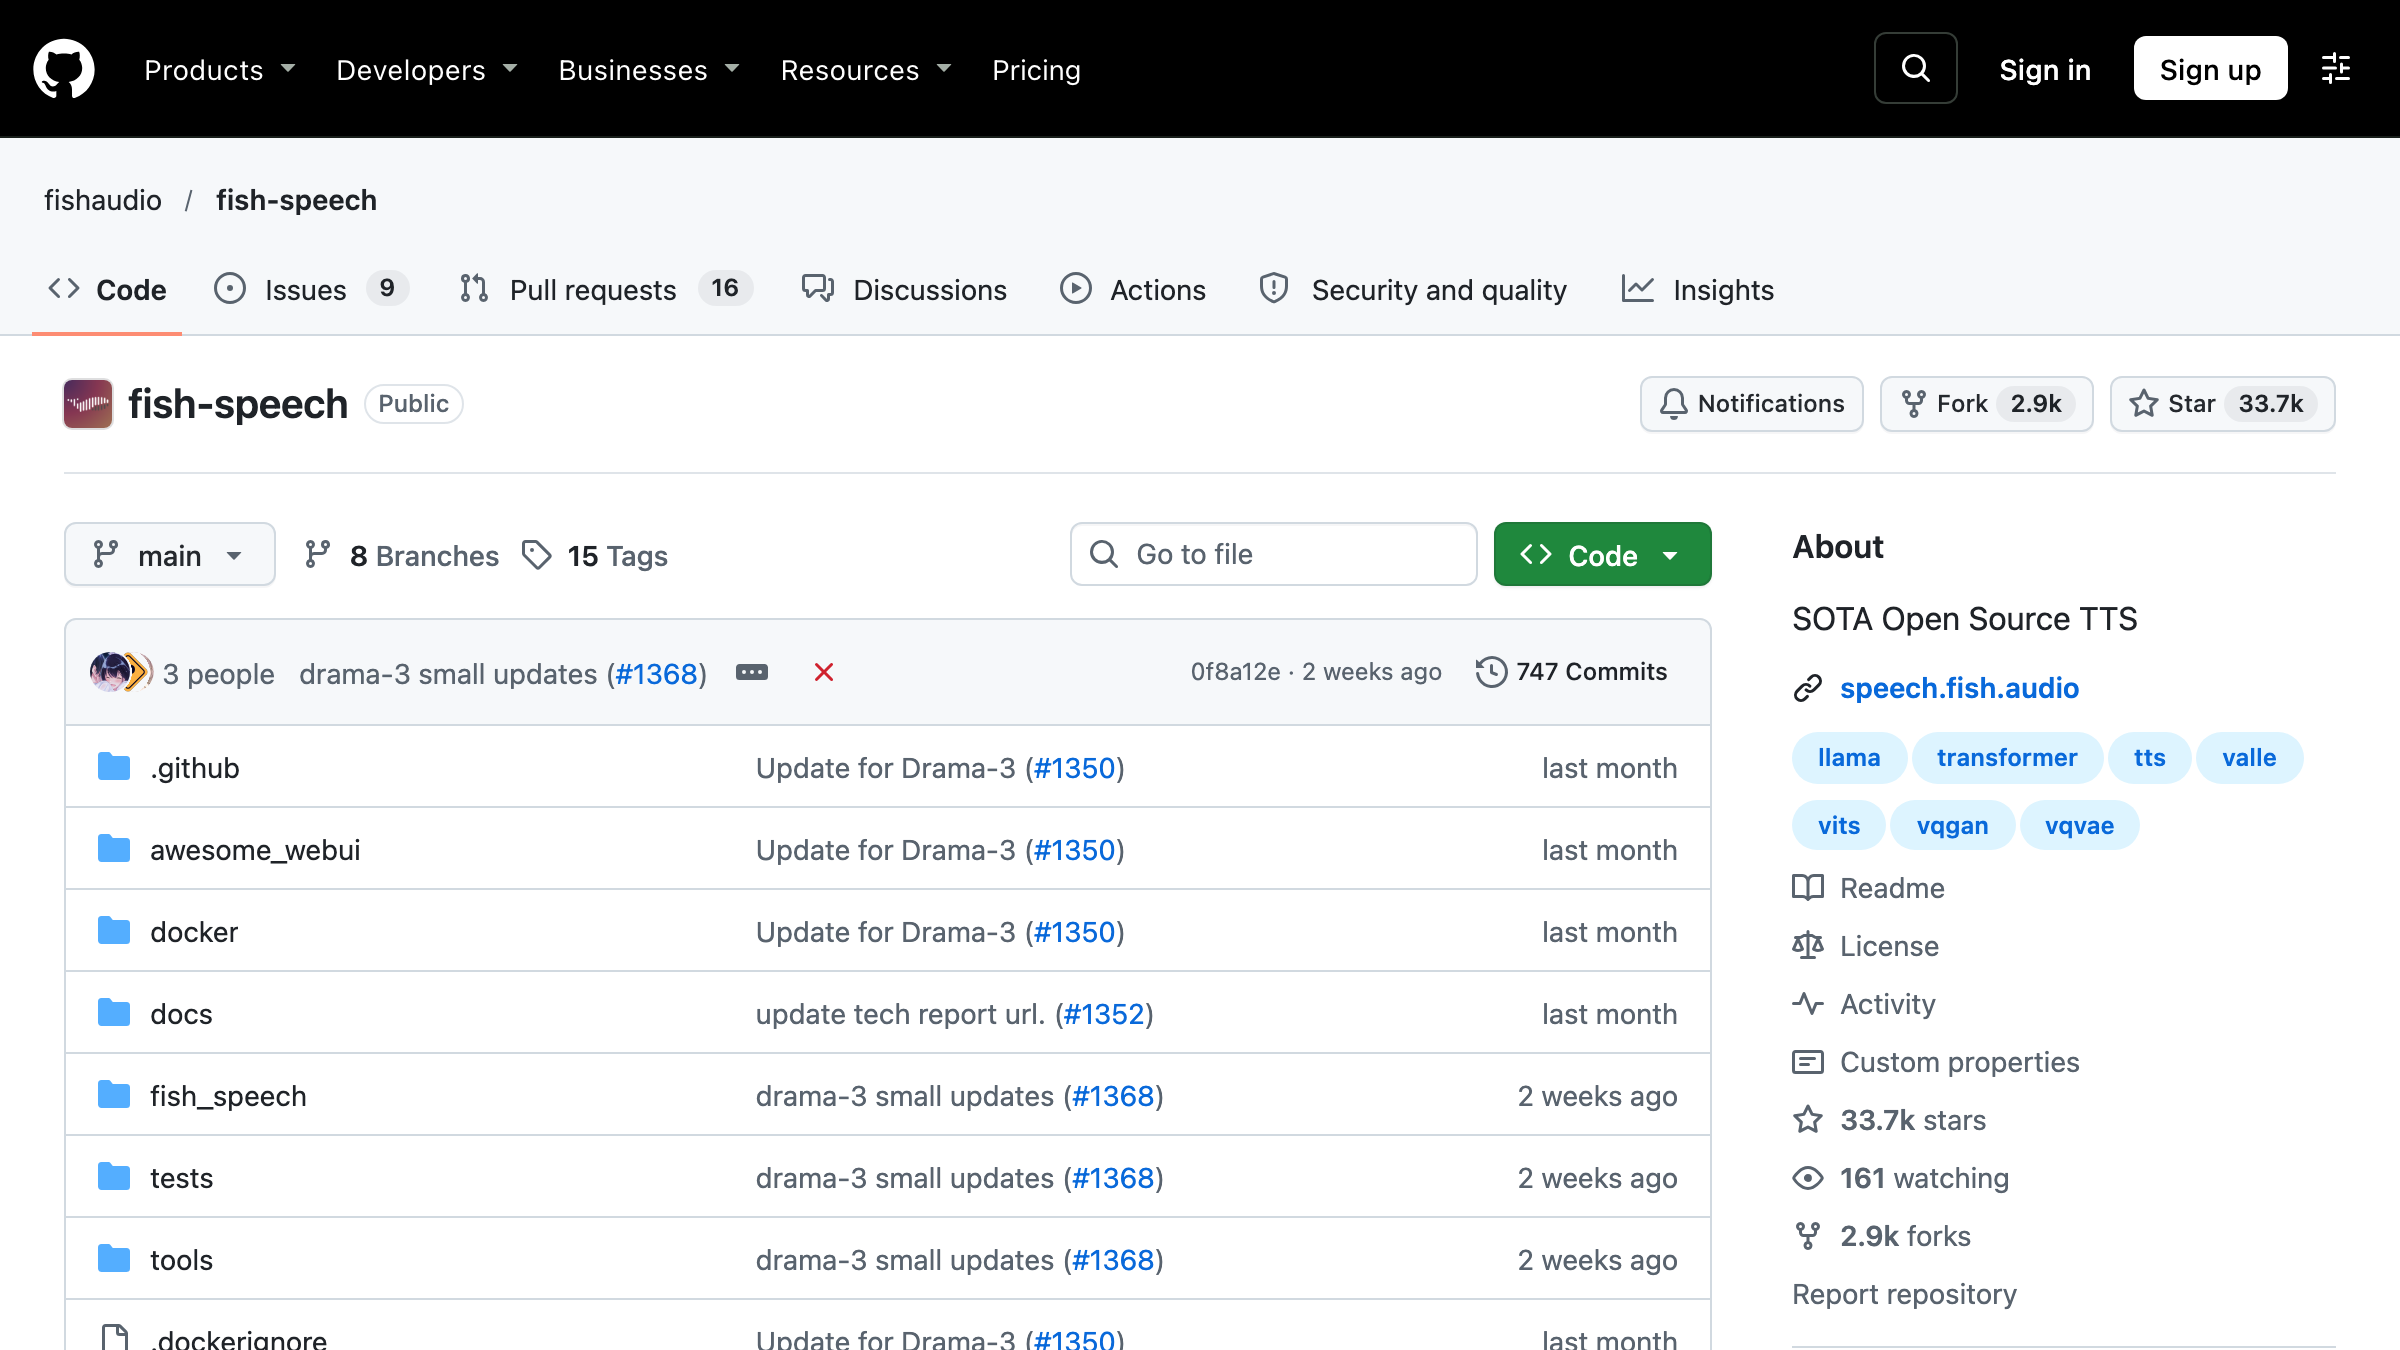 Products Developers Businesses Resources Pricing Sign in Sign up
fishaudio / fish-speech
Code Issues 9 Pull requests 16 Discussions Actions Security and quality Insights
fish-speech Public Notifications Fork 2.9k Star 33.7k
main 8 Branches 15 Tags Go to file Code
3 people drama-3 small updates (#1368) 0f8a12e · 2 weeks ago 747 Commits
.github Update for Drama-3 (#1350) last month
awesome_webui Update for Drama-3 (#1350) last month
docker Update for Drama-3 (#1350) last month
docs update tech report url. (#1352) last month
fish_speech drama-3 small updates (#1368) 2 weeks ago
tests drama-3 small updates (#1368) 2 weeks ago
tools drama-3 small updates (#1368) 2 weeks ago
.dockerignore Update for Drama-3 (#1350) last month
About
SOTA Open Source TTS
speech.fish.audio
llama transformer tts valle
vits vqgan vqvae
Readme
License
Activity
Custom properties
33.7k stars
161 watching
2.9k forks
Report repository